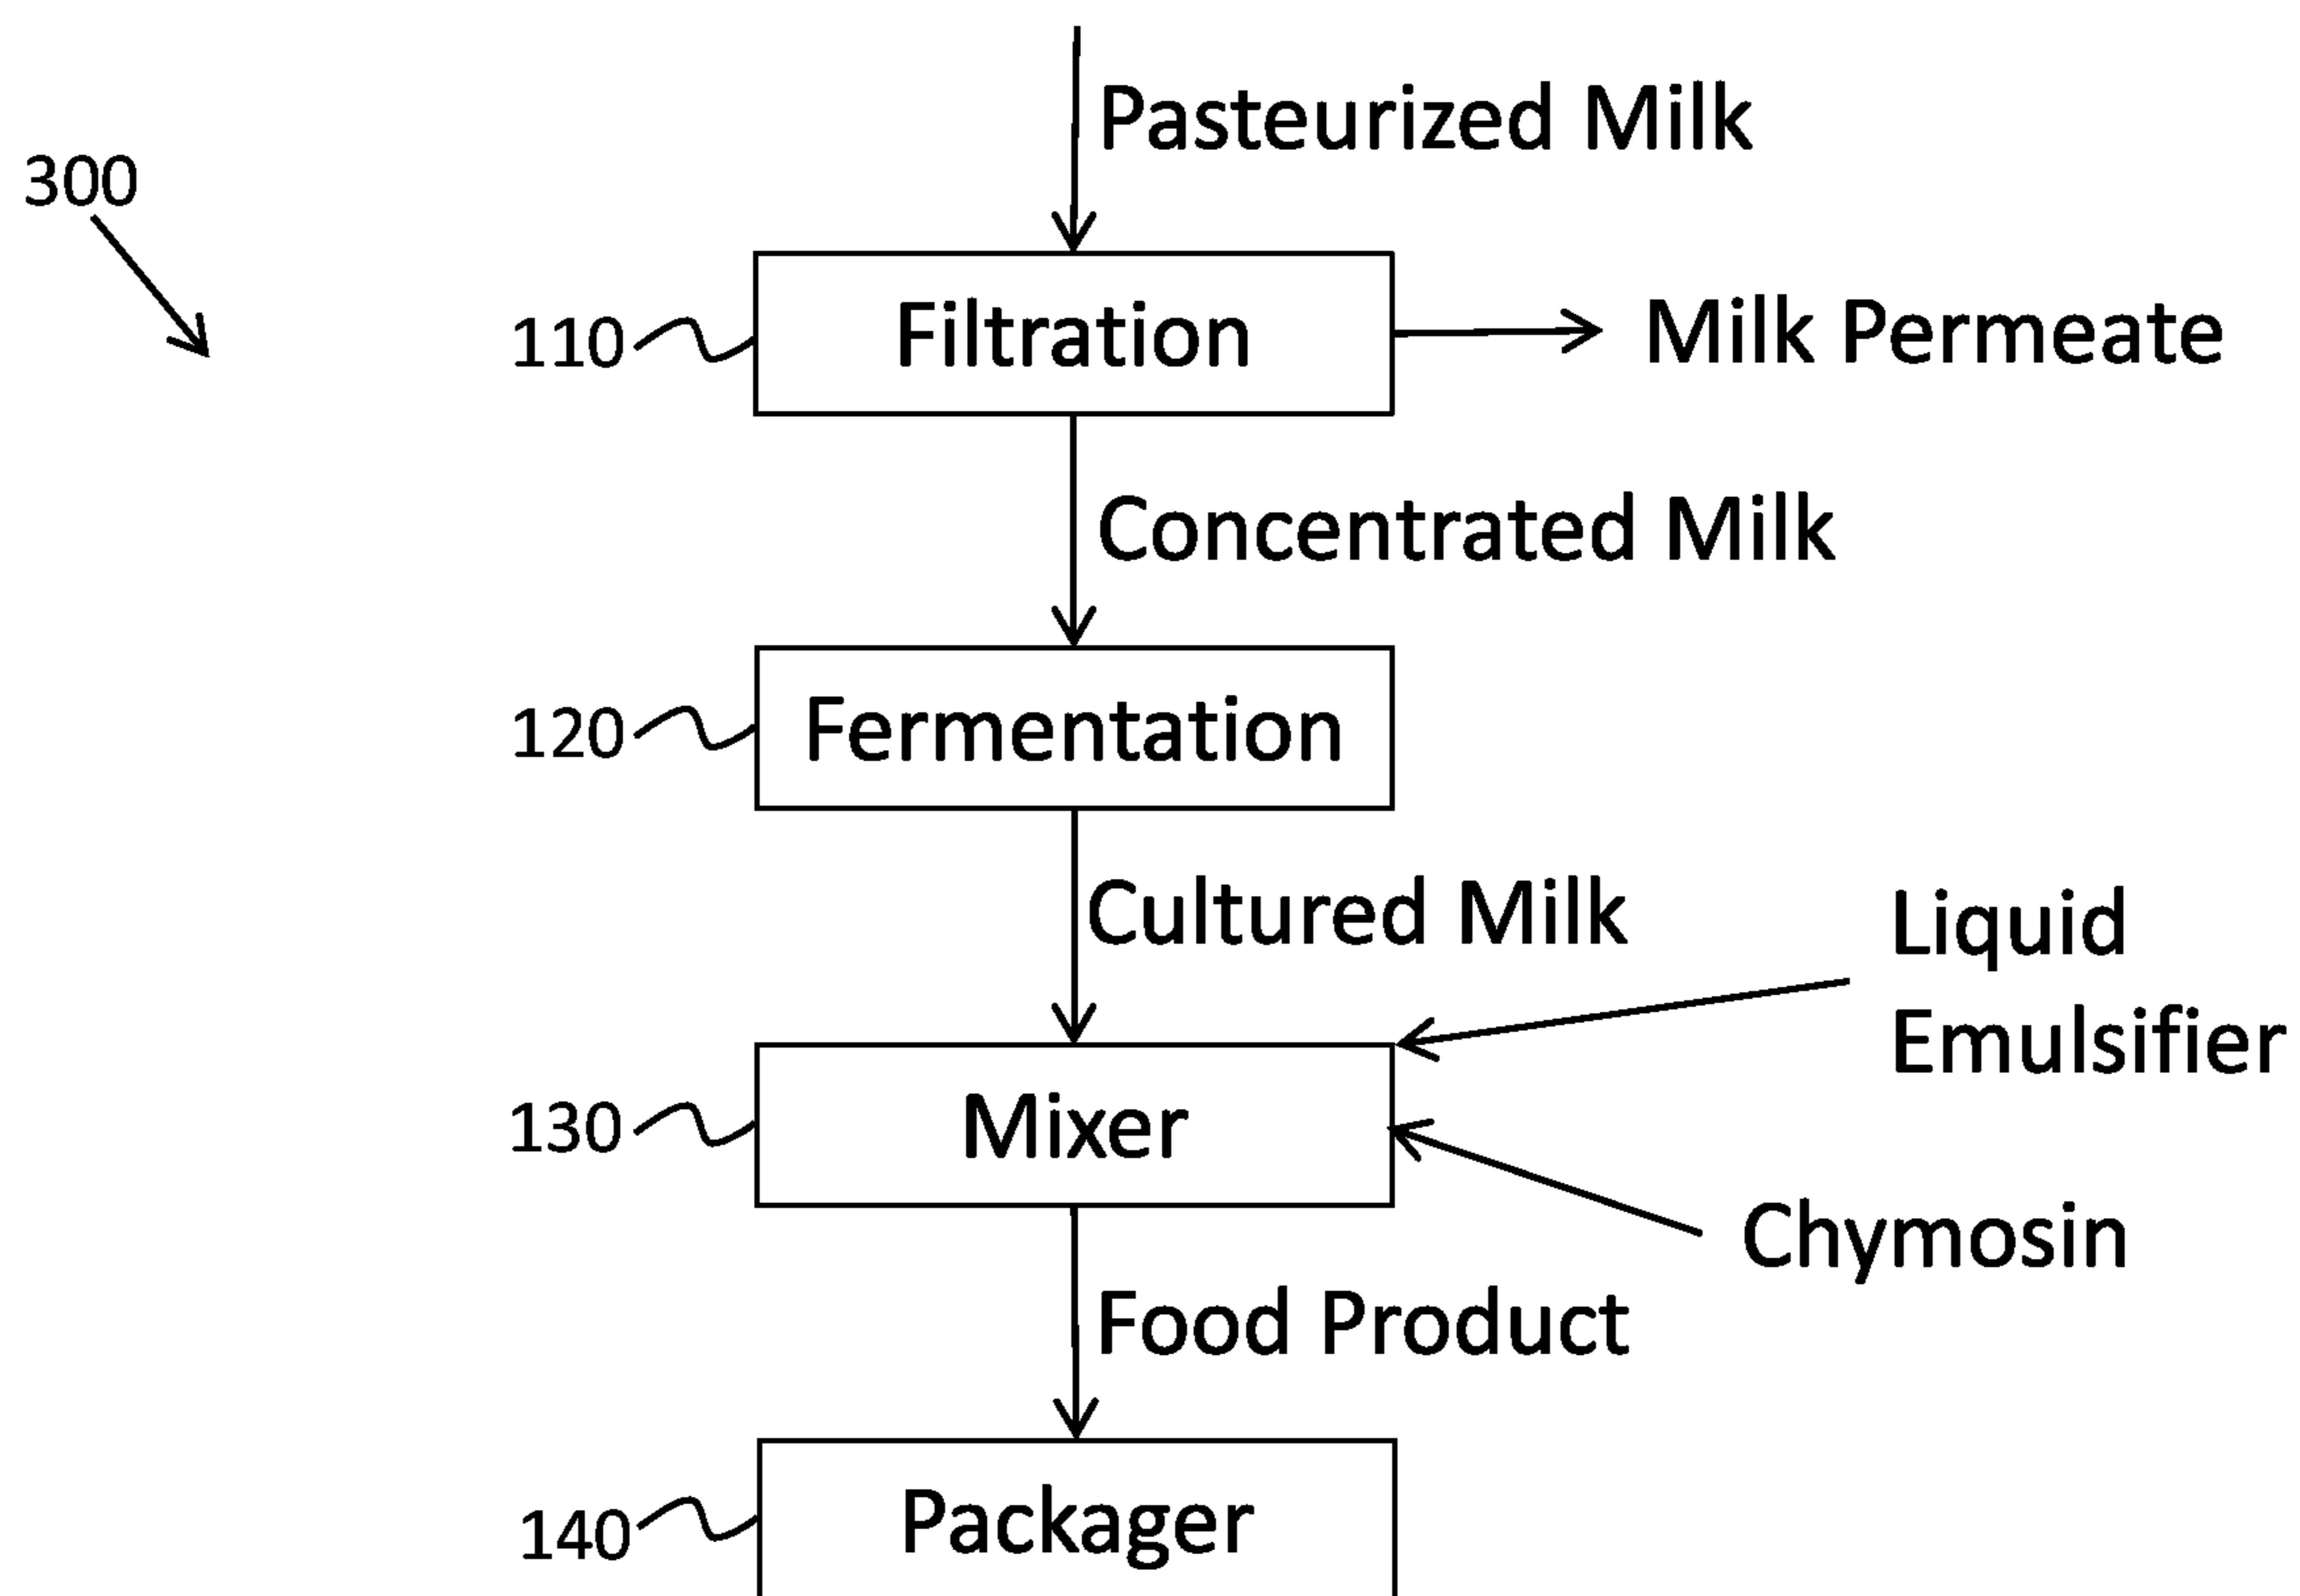 Pasteurized Milk
300
110
Filtration
Milk Permeate
Concentrated Milk
120
Fermentation
Cultured Milk
Liquid
Emulsifier
130
Mixer
Chymosin
Food Product
140
Packager